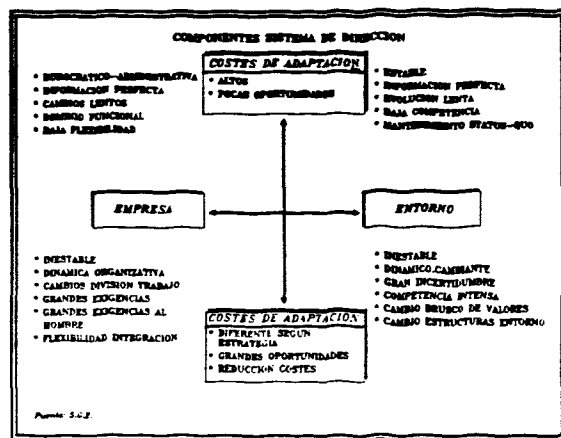 COMPONENTES SISTEMA DE DIRECCION
COSTES DE ADAPTACION
* ALTOS
* POCAS OPORTUNIDADES
* BUROCRATICO-ADMINISTRATIVA
* INFORMACION PERFECTA
* CAMBIOS LENTOS
* DOMINIO FUNCIONAL
* BAJA FLEXIBILIDAD
* ESTABLE
* INFORMACION PERFECTA
* EVOLUCION LENTA
* BAJA COMPETENCIA
* MANTENIMIENTO STATUS-QUO
EMPRESA
ENTORNO
* INESTABLE
* DINAMICA ORGANIZATIVA
* CAMBIOS DIVISION TRABAJO
* GRANDES EXIGENCIAS
* GRANDES EXIGENCIAS AL
HOMBRE
* FLEXIBILIDAD INTEGRACION
COSTES DE ADAPTACION
* DIFERENTE SEGUN
ESTRATEGIA
* GRANDES OPORTUNIDADES
* REDUCCION COSTES
* INESTABLE
* DINAMICO.CAMBIANTE
* GRAN INCERTIDUMBRE
* COMPETENCIA INTENSA
* CAMBIO BRUSCO DE VALORES
* CAMBIO ESTRUCTURAS ENTORNO
Fuente: